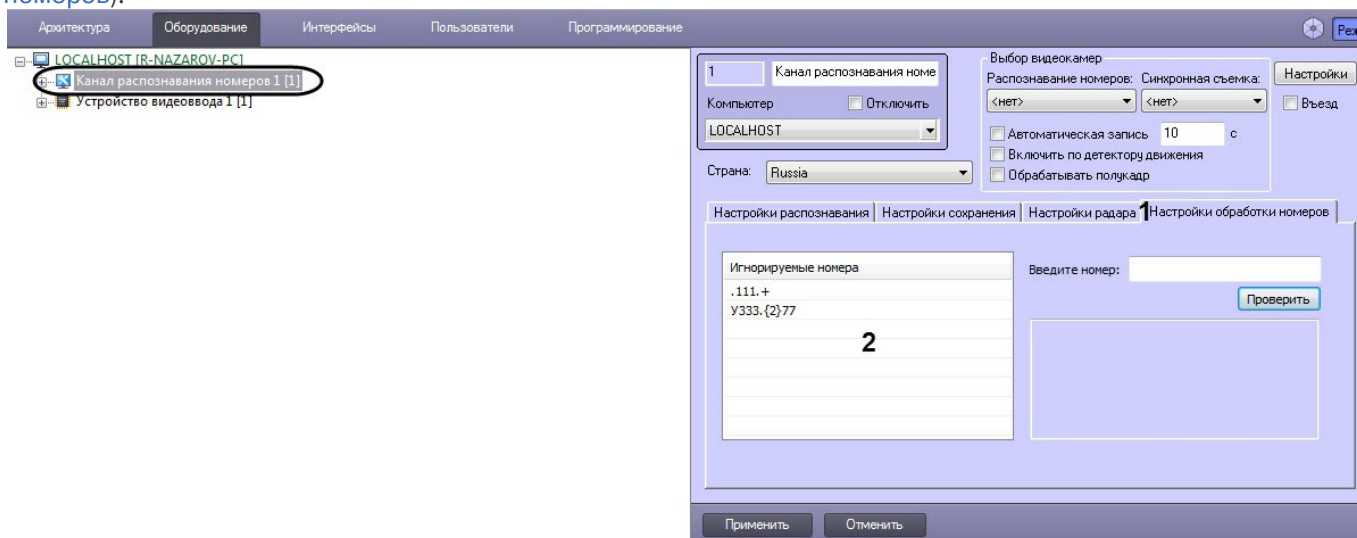 номеров).
Архитектура Оборудование Интерфейсы Пользователи Программирование
LOCALHOST [R-NAZAROV-PC]
Канал распознавания номеров 1 [1]
Устройство видеоввода 1 [1]
1 Канал распознавания номе
Компьютер Отключить
LOCALHOST
Страна: Russia
Выбор видеокамер
Распознавание номеров: Синхронная съемка: Настройки
<нет> <нет> Въезд
Автоматическая запись 10 с
Включить по детектору движения
Обрабатывать полукадр
Настройки распознавания Настройки сохранения Настройки радара 1 Настройки обработки номеров
Игнорируемые номера
.111.+
У333.{2}77
2
Введите номер:
Проверить
Применить Отменить